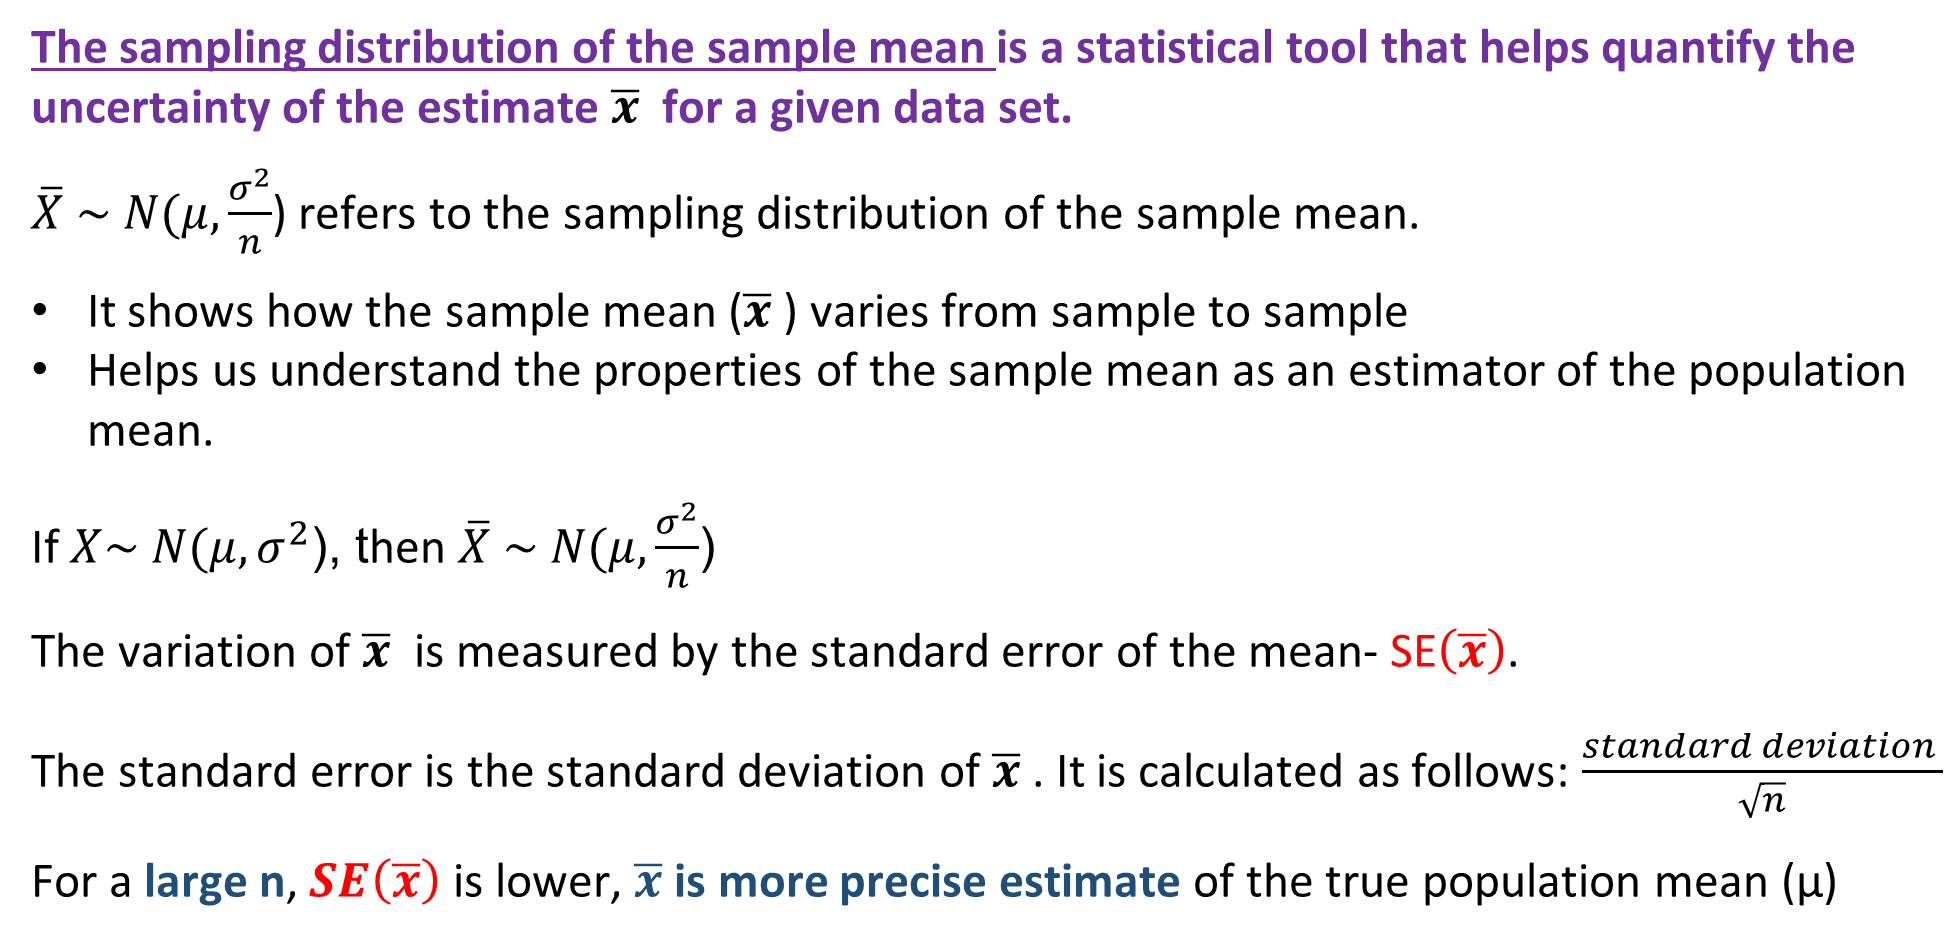 The sampling distribution of the sample mean is a statistical tool that helps quantify the
uncertainty of the estimate x̅ for a given data set.
X̅ ~ N(μ, σ²/n) refers to the sampling distribution of the sample mean.
• It shows how the sample mean (x̅ ) varies from sample to sample
• Helps us understand the properties of the sample mean as an estimator of the population
mean.
If X~ N(μ, σ²), then X̅ ~ N(μ, σ²/n)
The variation of x̅ is measured by the standard error of the mean- SE(x̅).
The standard error is the standard deviation of x̅ . It is calculated as follows: standard deviation/√n
For a large n, SE(x̅) is lower, x̅ is more precise estimate of the true population mean (μ)